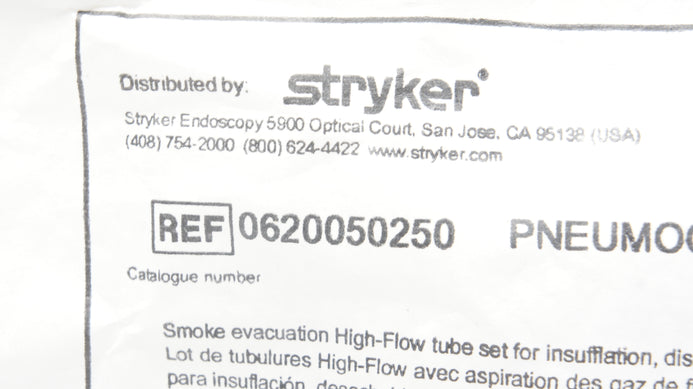 Distributed by: stryker
Stryker Endoscopy 5900 Optical Court, San Jose, CA 95138 (USA)
(408) 754-2000 (800) 624-4422 www.stryker.com
REF 0620050250 PNEUMO
Catalogue number
Smoke evacuation High-Flow tube set for insufflation, dis
Lot de tubulures High-Flow avec aspiration des gaz de
para insuflación,